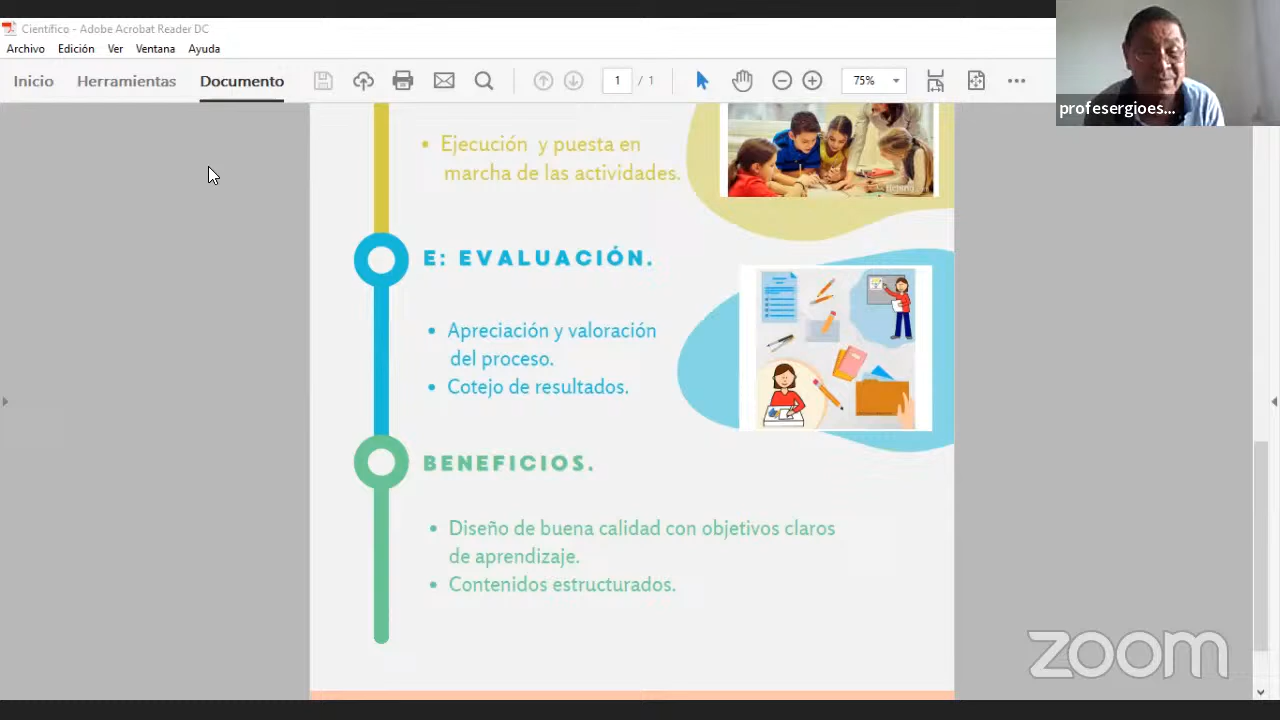 Científico - Adobe Acrobat Reader DC
Archivo Edición Ver Ventana Ayuda
Inicio Herramientas Documento
1 / 1
75%
profesergioes...
• Ejecución y puesta en
marcha de las actividades.
E: EVALUACIÓN.
• Apreciación y valoración
del proceso.
• Cotejo de resultados.
BENEFICIOS.
• Diseño de buena calidad con objetivos claros
de aprendizaje.
• Contenidos estructurados.
zoom